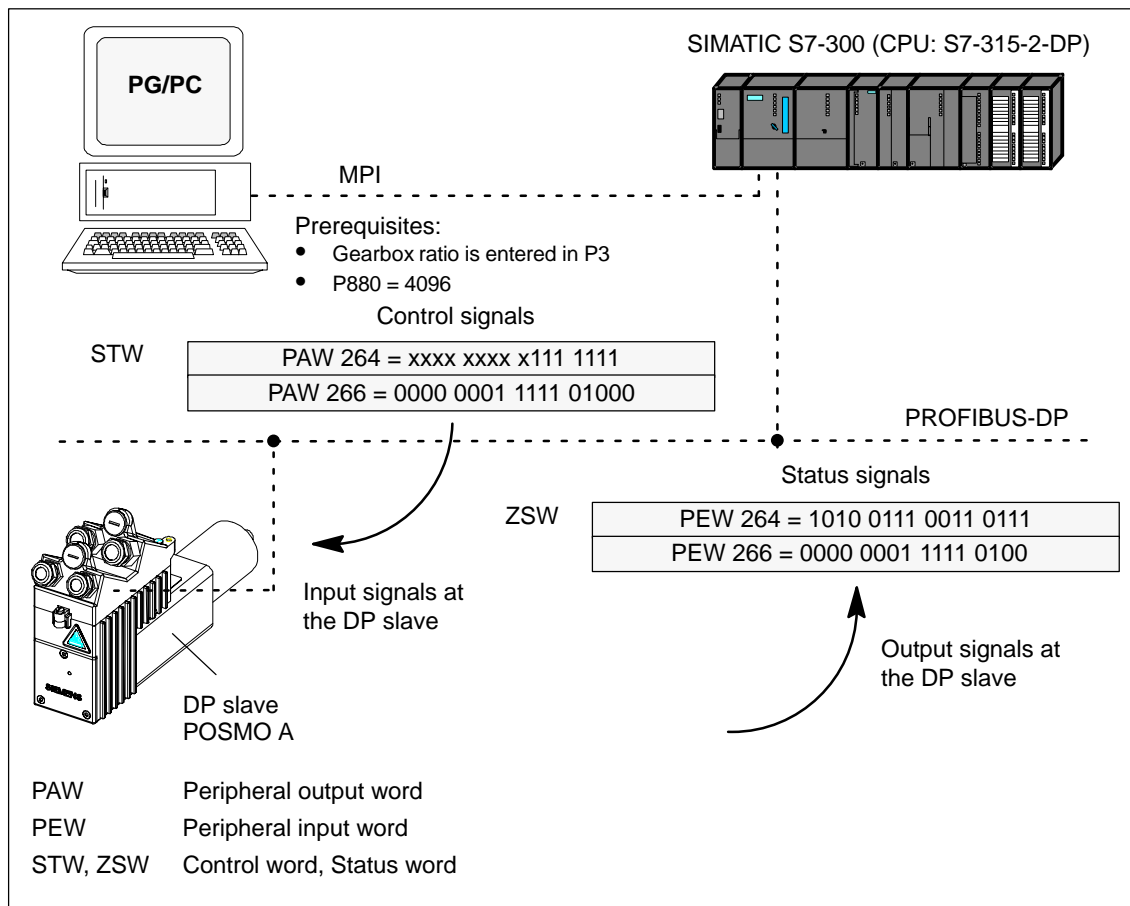 PG/PC
SIMATIC S7-300 (CPU: S7-315-2-DP)
MPI
Prerequisites:
• Gearbox ratio is entered in P3
• P880 = 4096
Control signals
STW
PAW 264 = xxxx xxxx x111 1111
PAW 266 = 0000 0001 1111 01000
PROFIBUS-DP
Status signals
ZSW
PEW 264 = 1010 0111 0011 0111
PEW 266 = 0000 0001 1111 0100
Input signals at
the DP slave
Output signals at
the DP slave
SIEMENS
DP slave
POSMO A
PAW Peripheral output word
PEW Peripheral input word
STW, ZSW Control word, Status word